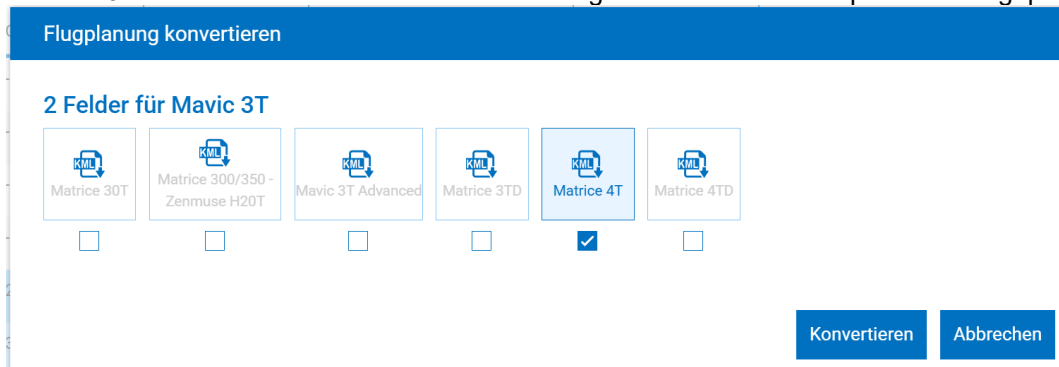 Flugplanung konvertieren
2 Felder für Mavic 3T
KML KML KML KML KML KML
Matrice 30T
Matrice 300/350 -
Zenmuse H20T
Mavic 3T Advanced
Matrice 3TD
Matrice 4T
Matrice 4TD
Konvertieren Abbrechen